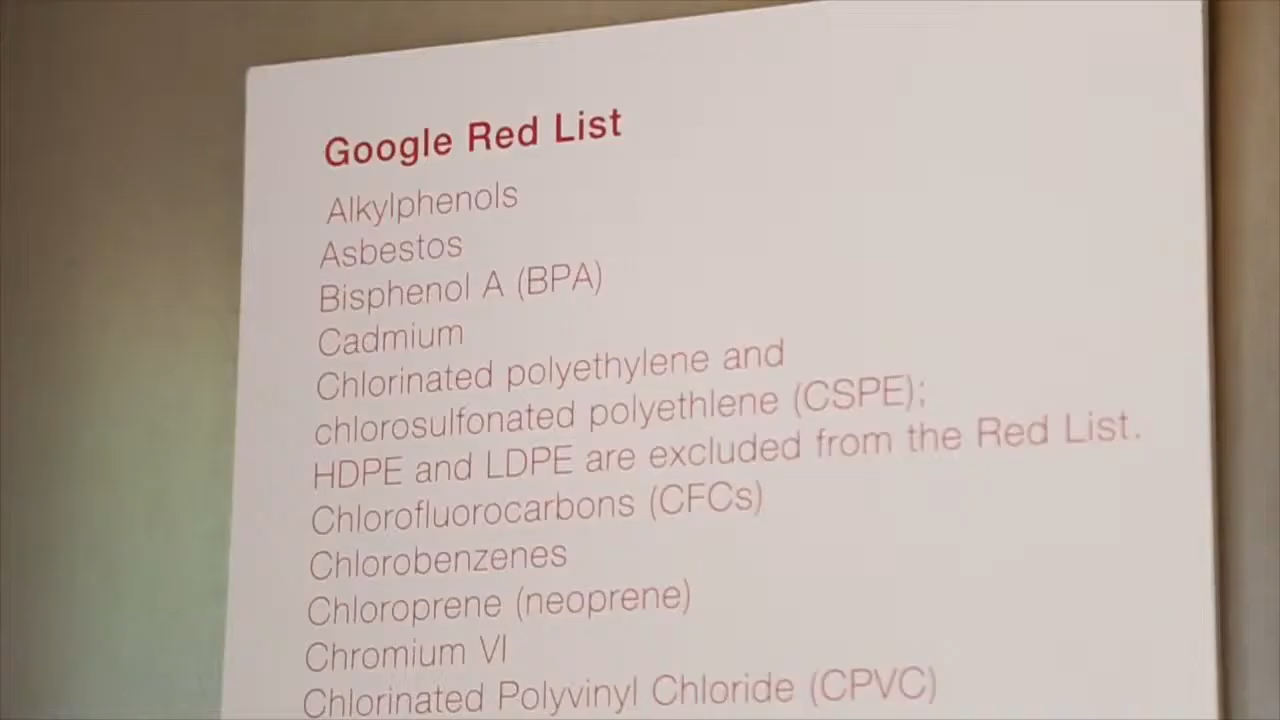 Google Red List
Alkylphenols
Asbestos
Bisphenol A (BPA)
Cadmium
Chlorinated polyethylene and
chlorosulfonated polyethlene (CSPE);
HDPE and LDPE are excluded from the Red List.
Chlorofluorocarbons (CFCs)
Chlorobenzenes
Chloroprene (neoprene)
Chromium VI
Chlorinated Polyvinyl Chloride (CPVC)